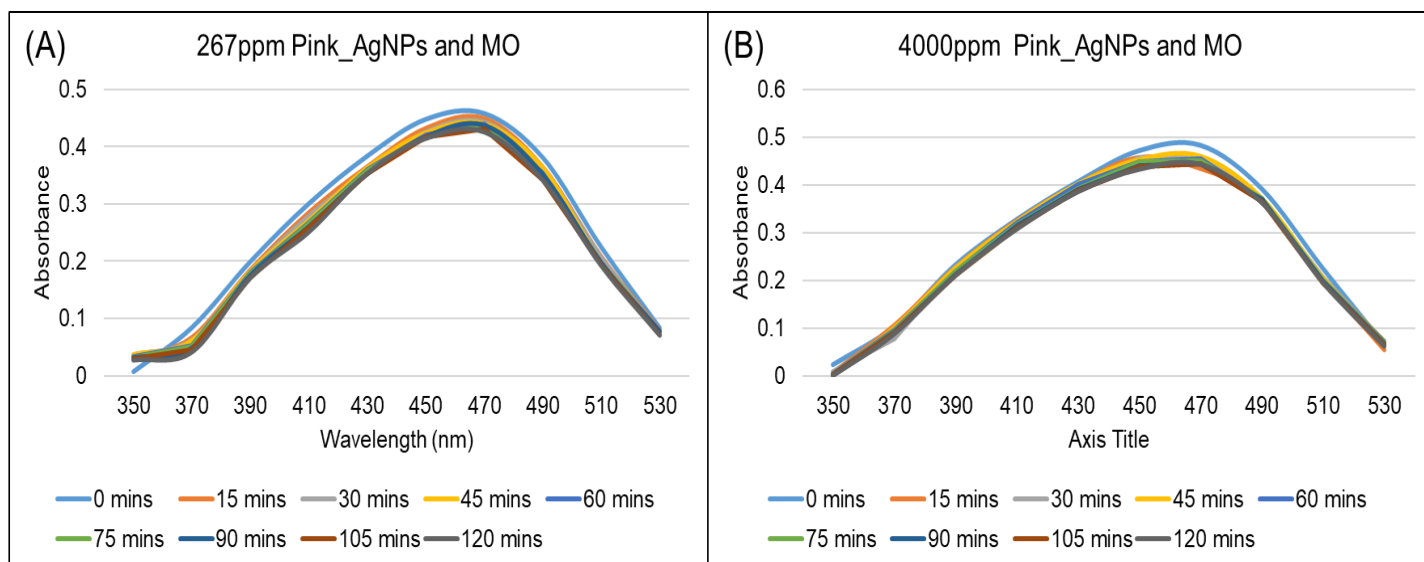 (A)
267ppm Pink_AgNPs and MO
0.5
0.4
0.3
0.2
0.1
0
Absorbance
350 370 390 410 430 450 470 490 510 530
Wavelength (nm)
0 mins 15 mins 30 mins 45 mins 60 mins
75 mins 90 mins 105 mins 120 mins
(B)
4000ppm Pink_AgNPs and MO
0.6
0.5
0.4
0.3
0.2
0.1
0
Absorbance
350 370 390 410 430 450 470 490 510 530
Axis Title
0 mins 15 mins 30 mins 45 mins 60 mins
75 mins 90 mins 105 mins 120 mins